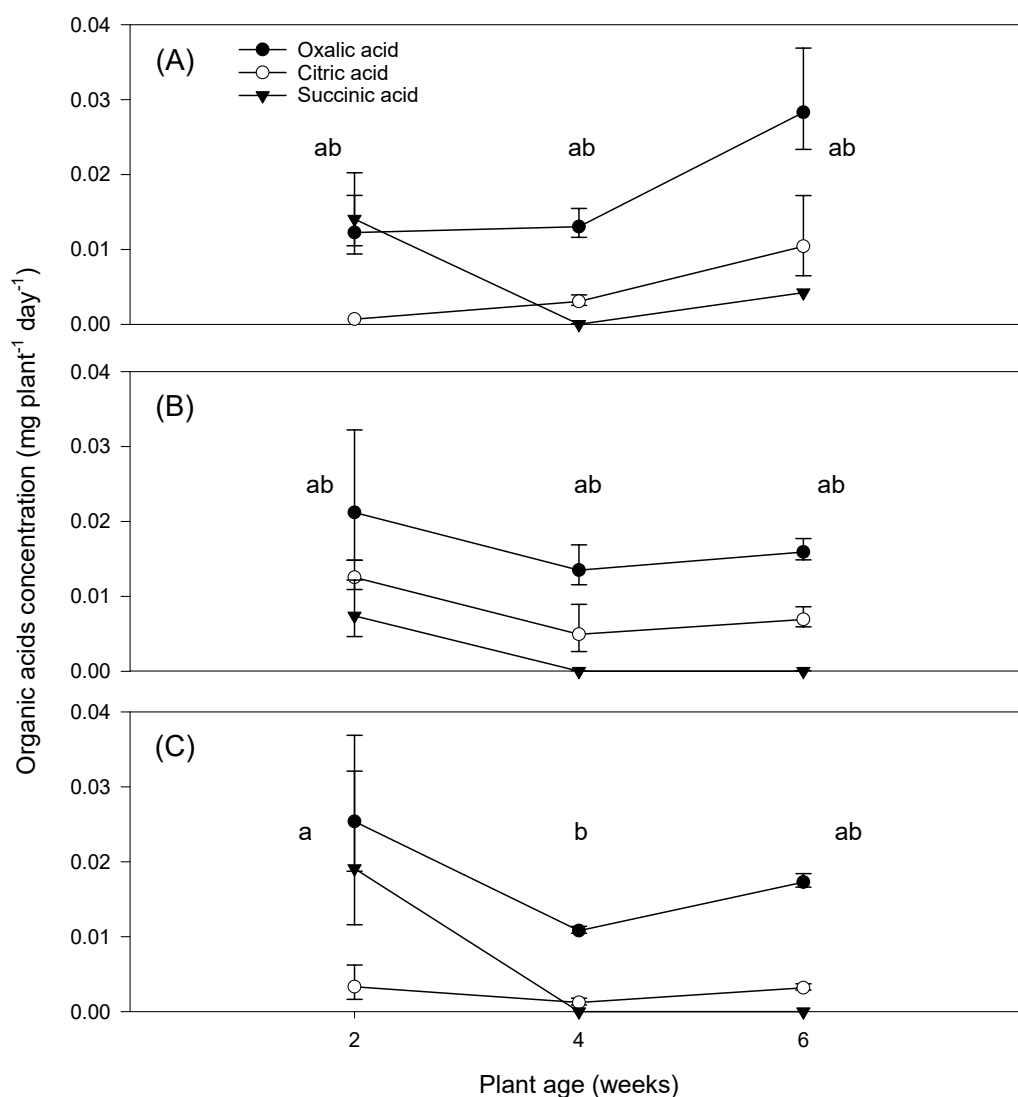 Organic acids concentration (mg plant⁻¹ day⁻¹)
(A)
Oxalic acid
Citric acid
Succinic acid
0.04
0.03
0.02
0.01
0.00
ab ab ab
(B)
0.04
0.03
0.02
0.01
0.00
ab ab ab
(C)
0.04
0.03
0.02
0.01
0.00
a b ab
2 4 6
Plant age (weeks)